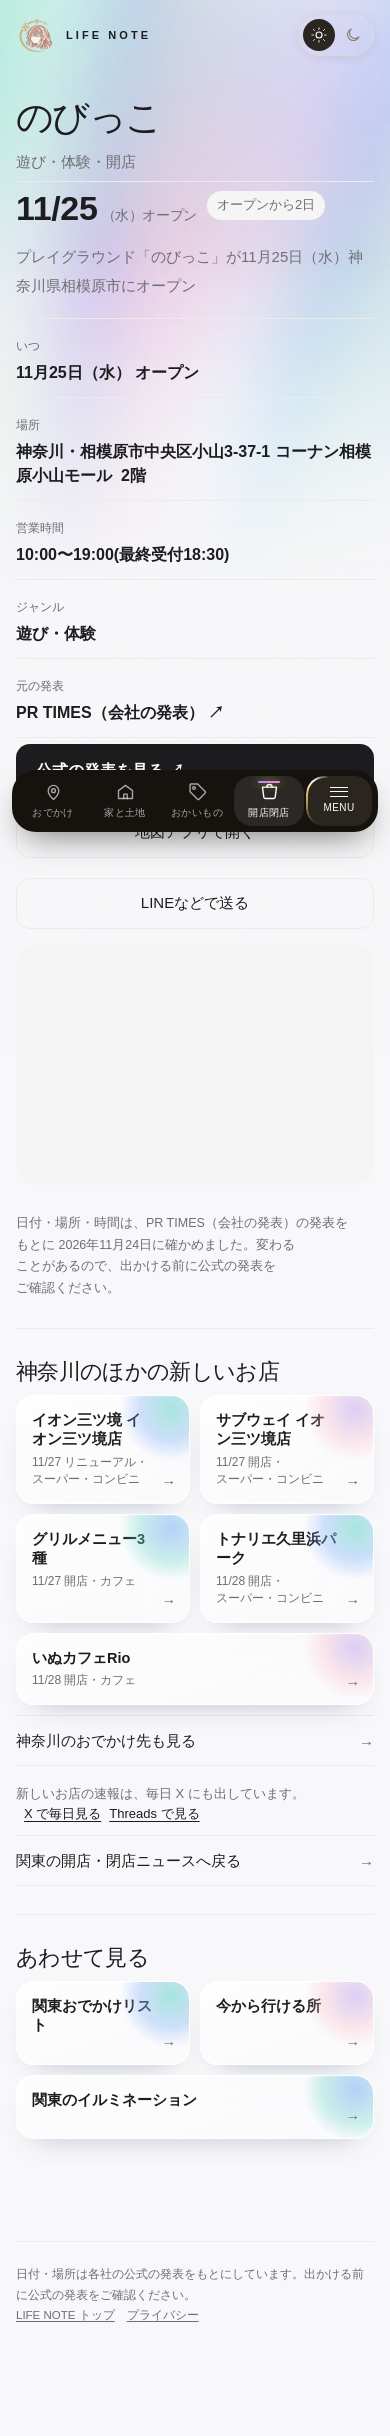 LIFE NOTE
のびっこ
遊び・体験・開店
11/25 （水）オープン オープンから2日
プレイグラウンド「のびっこ」が11月25日（水）神
奈川県相模原市にオープン
いつ
11月25日（水） オープン
場所
神奈川・相模原市中央区小山3-37-1 コーナン相模
原小山モール 2階
営業時間
10:00〜19:00(最終受付18:30)
ジャンル
遊び・体験
元の発表
PR TIMES（会社の発表） ↗
公式の発表を見る ↗
おでかけ 家と土地 おかいもの 開店閉店 MENU
地図アプリで開く
LINEなどで送る
日付・場所・時間は、PR TIMES（会社の発表）の発表を
もとに 2026年11月24日に確かめました。変わる
ことがあるので、出かける前に公式の発表を
ご確認ください。
神奈川のほかの新しいお店
イオン三ツ境 イ
オン三ツ境店
11/27 リニューアル・
スーパー・コンビニ →
サブウェイ イオ
ン三ツ境店
11/27 開店・
スーパー・コンビニ →
グリルメニュー3
種
11/27 開店・カフェ →
トナリエ久里浜パ
ーク
11/28 開店・
スーパー・コンビニ →
いぬカフェRio
11/28 開店・カフェ →
神奈川のおでかけ先も見る →
新しいお店の速報は、毎日 X にも出しています。
X で毎日見る Threads で見る
関東の開店・閉店ニュースへ戻る →
あわせて見る
関東おでかけリス
ト →
今から行ける所 →
関東のイルミネーション →
日付・場所は各社の公式の発表をもとにしています。出かける前
に公式の発表をご確認ください。
LIFE NOTE トップ プライバシー